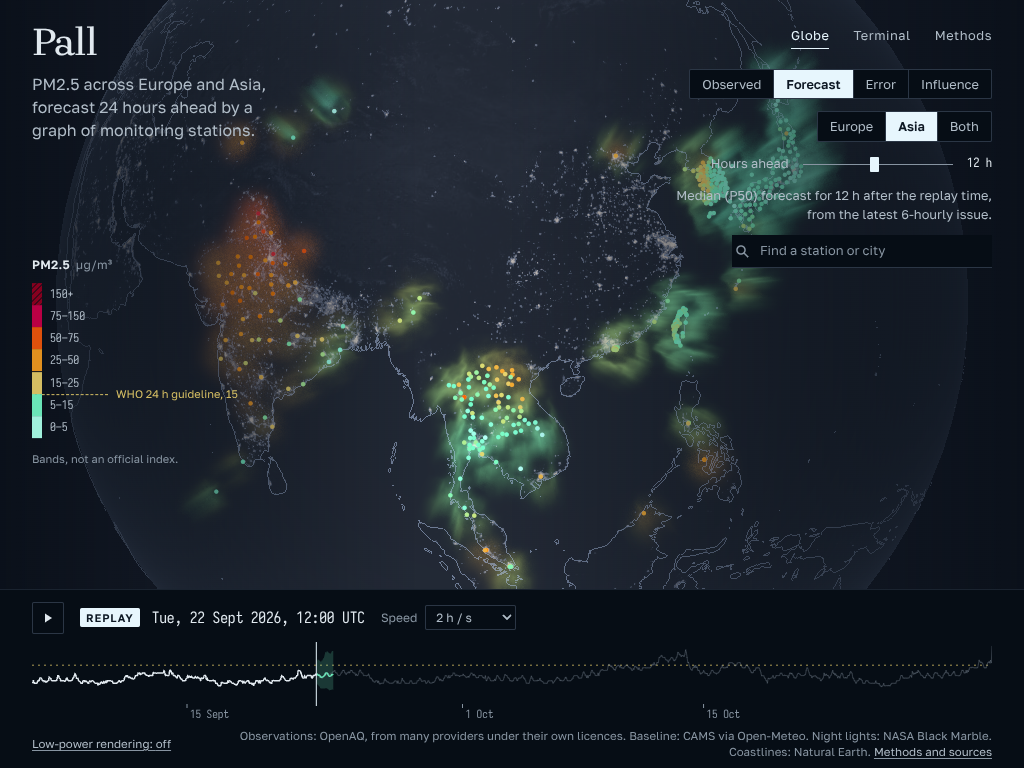 Pall
Globe Terminal Methods
PM2.5 across Europe and Asia,
forecast 24 hours ahead by a
graph of monitoring stations.
Observed Forecast Error Influence
Europe Asia Both
Hours ahead 12 h
Median (P50) forecast for 12 h after the replay time,
from the latest 6-hourly issue.
Find a station or city
PM2.5 µg/m³
150+
75–150
50–75
25–50
15–25
WHO 24 h guideline, 15
5–15
0–5
Bands, not an official index.
REPLAY Tue, 22 Sept 2026, 12:00 UTC Speed 2 h / s
15 Sept 1 Oct 15 Oct
Low-power rendering: off
Observations: OpenAQ, from many providers under their own licences. Baseline: CAMS via Open-Meteo. Night lights: NASA Black Marble.
Coastlines: Natural Earth. Methods and sources